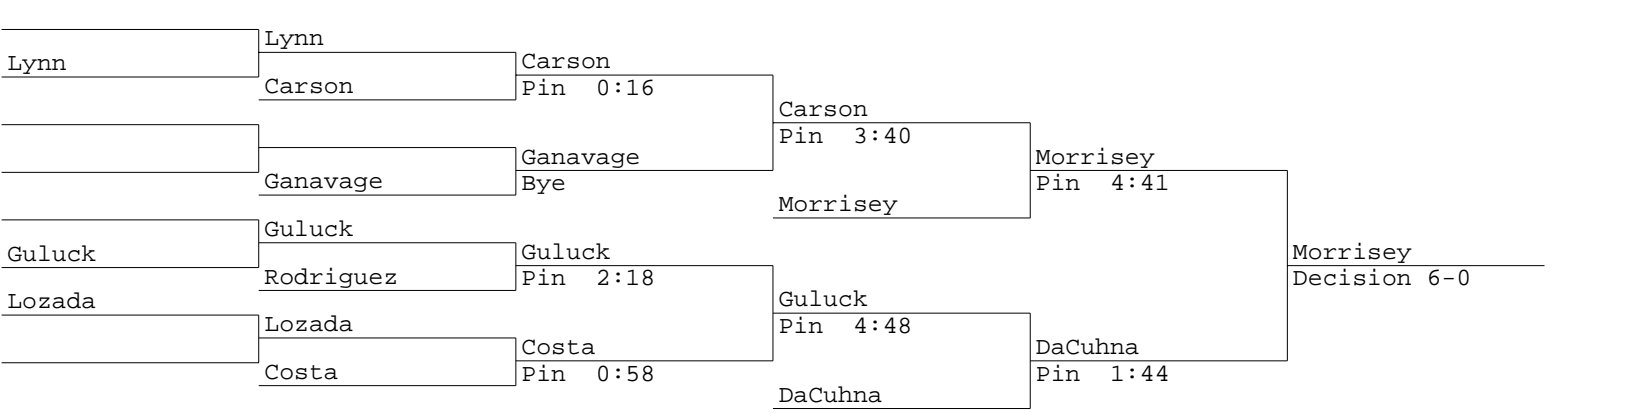 Lynn
Lynn
Carson
Carson
Pin 0:16
Carson
Pin 3:40
Ganavage
Ganavage
Bye
Morrisey
Morrisey
Pin 4:41
Guluck
Guluck
Rodriguez
Guluck
Pin 2:18
Lozada
Lozada
Costa
Costa
Pin 0:58
Guluck
Pin 4:48
DaCuhna
DaCuhna
Pin 1:44
Morrisey
Decision 6-0